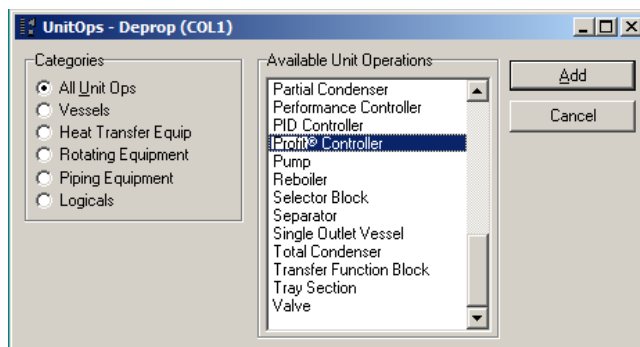 UnitOps - Deprop (COL1)
Categories
All Unit Ops
Vessels
Heat Transfer Equip
Rotating Equipment
Piping Equipment
Logicals
Available Unit Operations
Partial Condenser
Performance Controller
PID Controller
Profit® Controller
Pump
Reboiler
Selector Block
Separator
Single Outlet Vessel
Total Condenser
Transfer Function Block
Tray Section
Valve
Add
Cancel